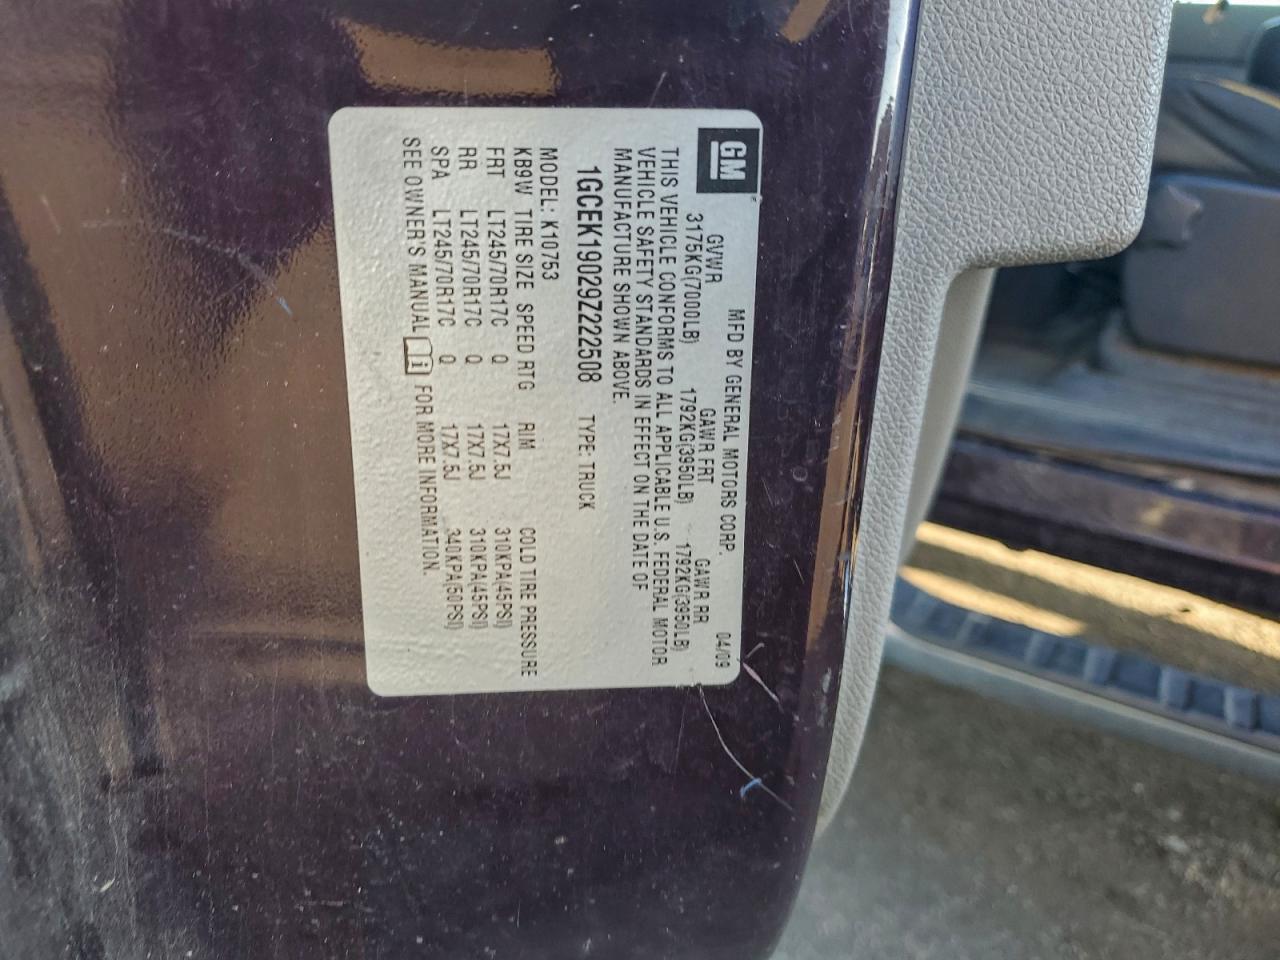 GM
MFD BY GENERAL MOTORS CORP. 04/09
GVWR GAWR FRT GAWR RR
3175KG(7000LB) 1792KG(3950LB) 1792KG(3950LB)
THIS VEHICLE CONFORMS TO ALL APPLICABLE U.S. FEDERAL MOTOR
VEHICLE SAFETY STANDARDS IN EFFECT ON THE DATE OF
MANUFACTURE SHOWN ABOVE.
1GCEK19029Z222508 TYPE: TRUCK
MODEL: K10753
KB9W TIRE SIZE SPEED RTG RIM COLD TIRE PRESSURE
FRT LT245/70R17C Q 17X7.5J 310KPA(45PSI)
RR LT245/70R17C Q 17X7.5J 310KPA(45PSI)
SPA LT245/70R17C Q 17X7.5J 340KPA(50PSI)
SEE OWNER'S MANUAL i FOR MORE INFORMATION.